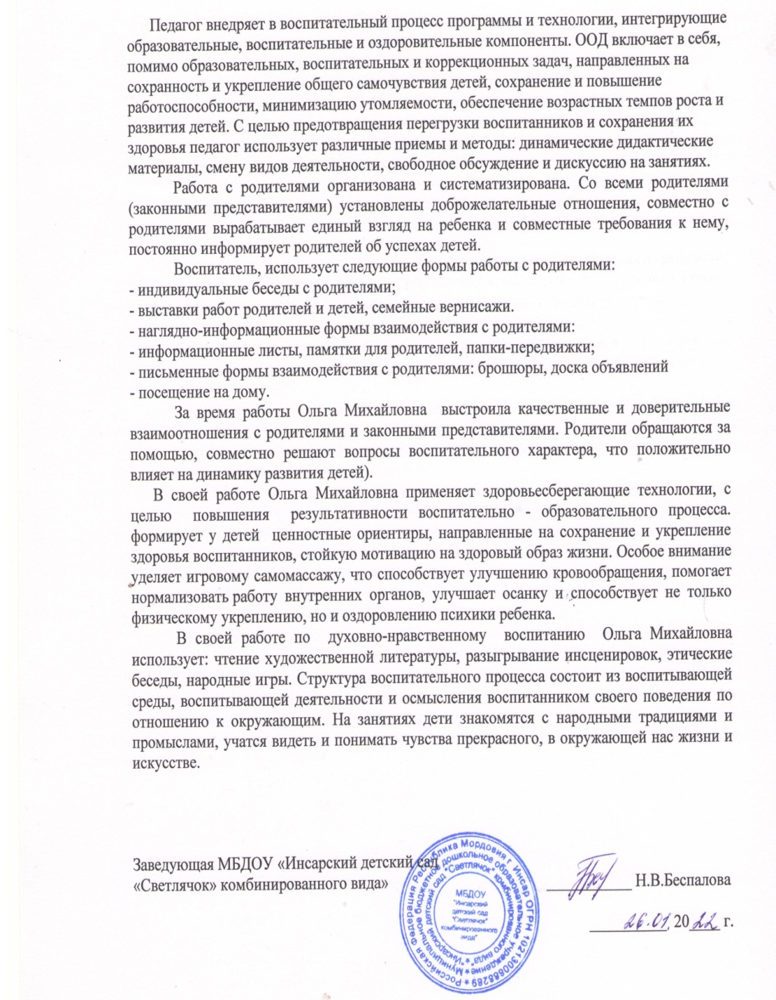 Педагог внедряет в воспитательный процесс программы и технологии, интегрирующие
образовательные, воспитательные и оздоровительные компоненты. ООД включает в себя,
помимо образовательных, воспитательных и коррекционных задач, направленных на
сохранность и укрепление общего самочувствия детей, сохранение и повышение
работоспособности, минимизацию утомляемости, обеспечение возрастных темпов роста и
развития детей. С целью предотвращения перегрузки воспитанников и сохранения их
здоровья педагог использует различные приемы и методы: динамические дидактические
материалы, смену видов деятельности, свободное обсуждение и дискуссию на занятиях.
Работа с родителями организована и систематизирована. Со всеми родителями
(законными представителями) установлены доброжелательные отношения, совместно с
родителями вырабатывает единый взгляд на ребенка и совместные требования к нему,
постоянно информирует родителей об успехах детей.
Воспитатель, использует следующие формы работы с родителями:
- индивидуальные беседы с родителями;
- выставки работ родителей и детей, семейные вернисажи.
- наглядно-информационные формы взаимодействия с родителями:
- информационные листы, памятки для родителей, папки-передвижки;
- письменные формы взаимодействия с родителями: брошюры, доска объявлений
- посещение на дому.
За время работы Ольга Михайловна выстроила качественные и доверительные
взаимоотношения с родителями и законными представителями. Родители обращаются за
помощью, совместно решают вопросы воспитательного характера, что положительно
влияет на динамику развития детей).
В своей работе Ольга Михайловна применяет здоровьесберегающие технологии, с
целью повышения результативности воспитательно - образовательного процесса.
формирует у детей ценностные ориентиры, направленные на сохранение и укрепление
здоровья воспитанников, стойкую мотивацию на здоровый образ жизни. Особое внимание
уделяет игровому самомассажу, что способствует улучшению кровообращения, помогает
нормализовать работу внутренних органов, улучшает осанку и способствует не только
физическому укреплению, но и оздоровлению психики ребенка.
В своей работе по духовно-нравственному воспитанию Ольга Михайловна
использует: чтение художественной литературы, разыгрывание инсценировок, этические
беседы, народные игры. Структура воспитательного процесса состоит из воспитывающей
среды, воспитывающей деятельности и осмысления воспитанником своего поведения по
отношению к окружающим. На занятиях дети знакомятся с народными традициями и
промыслами, учатся видеть и понимать чувства прекрасного, в окружающей нас жизни и
искусстве.
Заведующая МБДОУ «Инсарский детский сад
«Светлячок» комбинированного вида»
Н.В.Беспалова
26.01. 2022 г.
Российская Федерация Республика Мордовия г. Инсар ОГРН 1021300888289
Муниципальное бюджетное дошкольное образовательное учреждение
"Инсарский детский сад "Светлячок" комбинированного вида"
МБДОУ
"Инсарский
детский сад
"Светлячок"
комбинированного
вида"